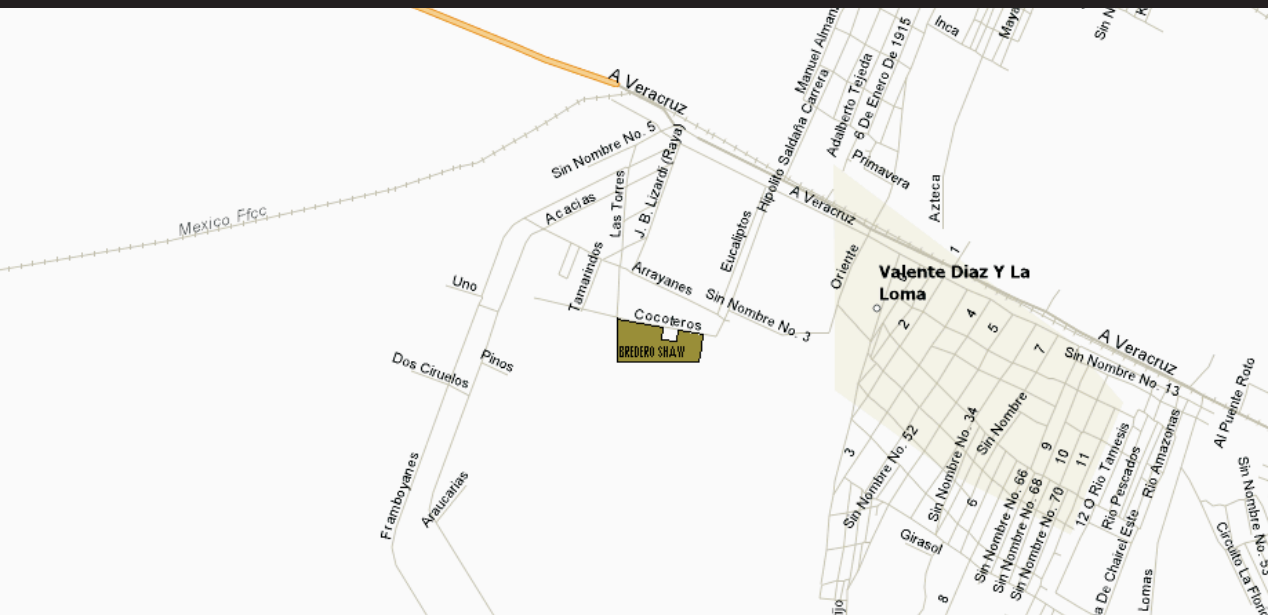 Inca
Maya
Sin N
Manuel Alman
6 De Enero De 1915
Adalberto Tejeda
A Veracruz
Hipolito Saldaña Carrera
Sin Nombre No. 5
J. B. Lizardi (Raya)
Primavera
Las Torres
Azteca
Acacias
A Veracruz
Mexico Ffcc
Eucaliptos
1
Oriente
Tamarindos
Arrayanes
Valente Diaz Y La
Loma
Uno
Sin Nombre No. 3
Cocoteros
2
4
5
BREDERO SHAW
7
A Veracruz
Sin Nombre No. 13
Dos Ciruelos
Pinos
Al Puente Roto
Sin Nombre
Sin Nombre No. 34
Sin Nombre No. 52
3
9
10
11
12 O Rio Tamesis
Rio Pescados
Rio Amazonas
Framboyanes
Araucarias
6
Sin Nombre No. 66
Sin Nombre No. 68
Sin Nombre No. 70
Girasol
Sin Nombre No. 53
Circuito La Flor
a De Chairel Este
Lomas
8